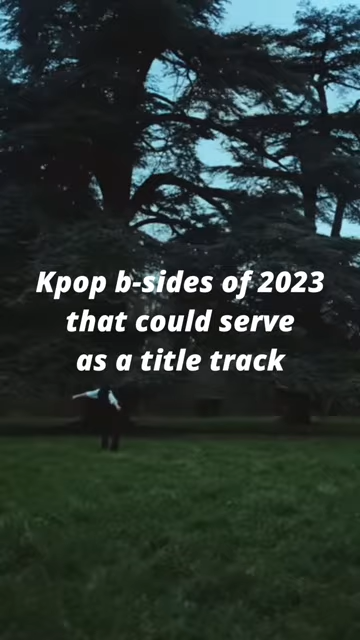 Kpop b-sides of 2023
that could serve
as a title track